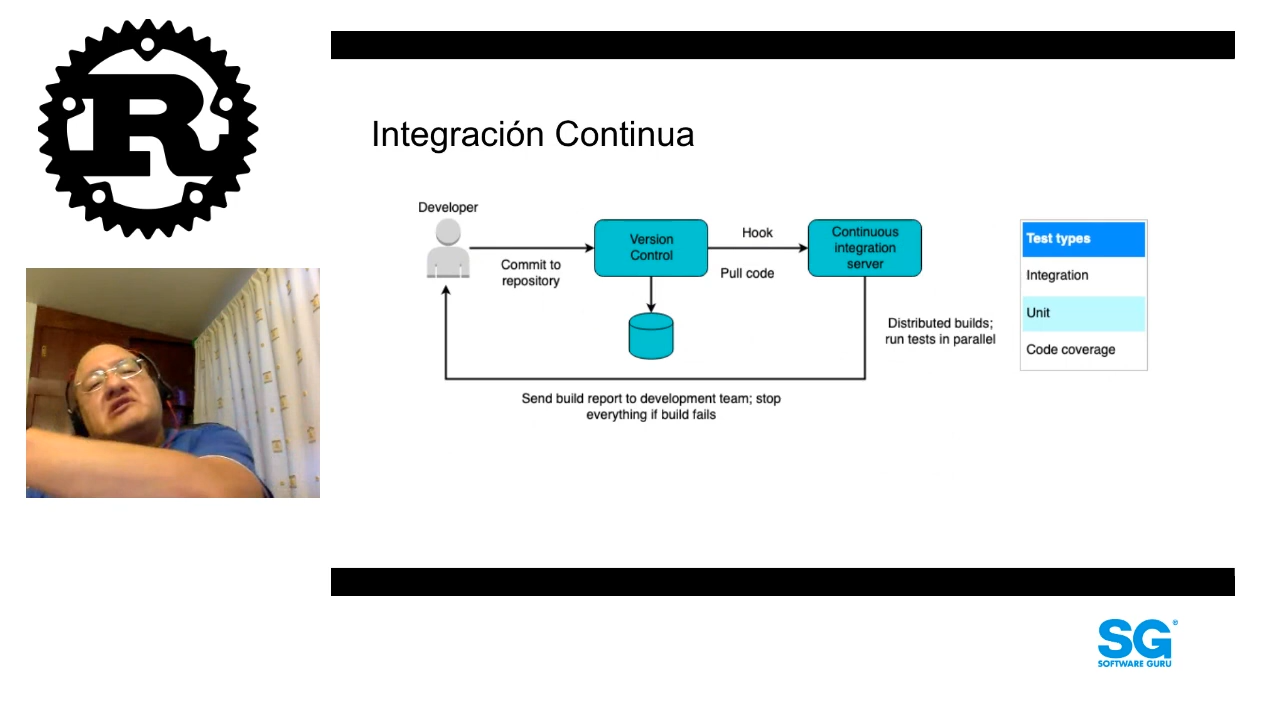 R
Integración Continua
Developer
Commit to
repository
Version
Control
Hook
Pull code
Continuous
integration
server
Distributed builds;
run tests in parallel
Send build report to development team; stop
everything if build fails
Test types
Integration
Unit
Code coverage
SG®
SOFTWARE GURU